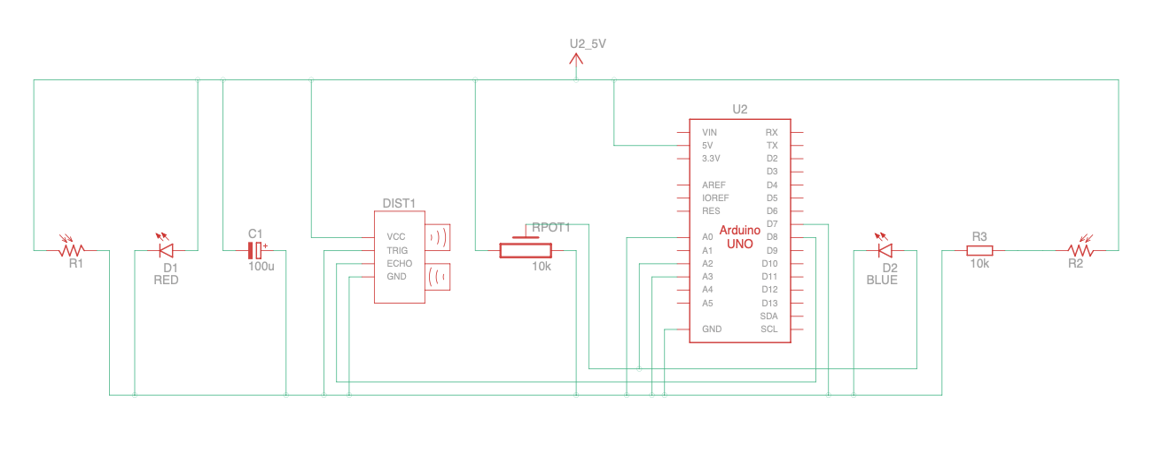 U2_5V
U2
VIN RX
5V TX
3.3V D2
D3
AREF D4
IOREF D5
RES D6
D7
Arduino
UNO
A0 D8
A1 D9
A2 D10
A3 D11
A4 D12
A5 D13
SDA
GND SCL
R1
D1
RED
C1
+
100u
DIST1
VCC
TRIG
ECHO
GND
RPOT1
10k
D2
BLUE
R3
10k
R2